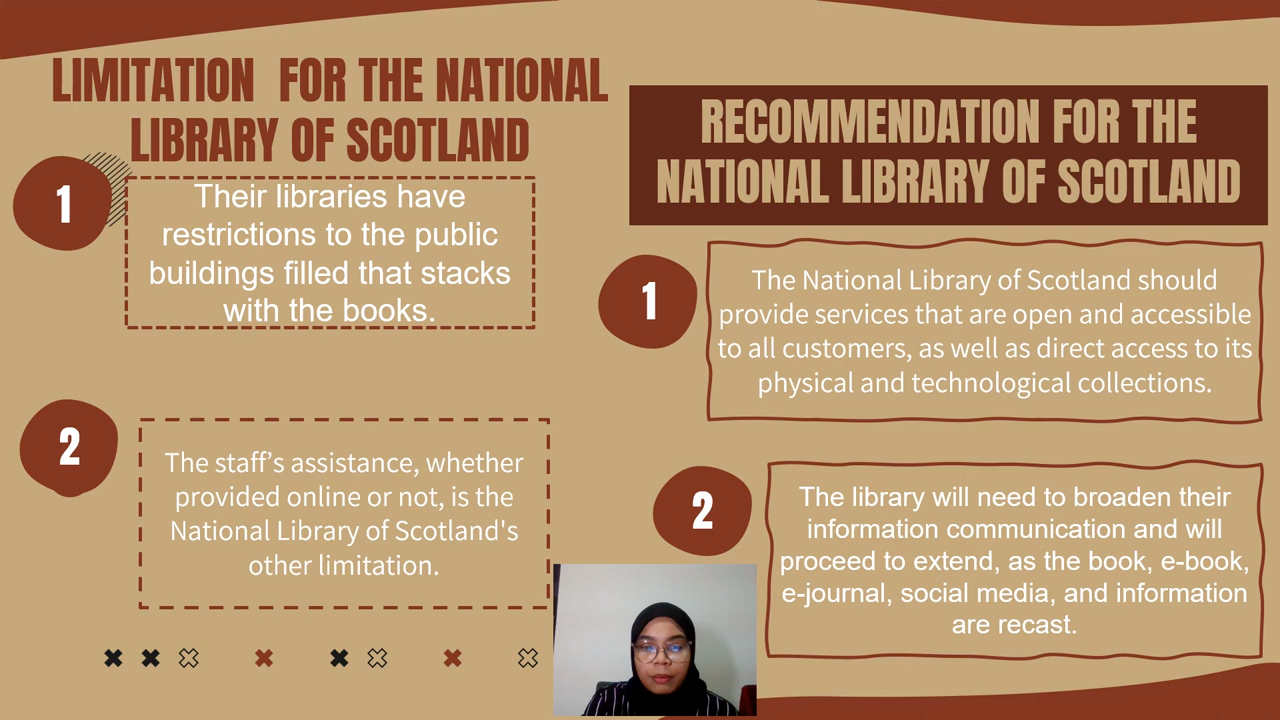 LIMITATION FOR THE NATIONAL
LIBRARY OF SCOTLAND
1
Their libraries have
restrictions to the public
buildings filled that stacks
with the books.
2
The staff’s assistance, whether
provided online or not, is the
National Library of Scotland's
other limitation.
RECOMMENDATION FOR THE
NATIONAL LIBRARY OF SCOTLAND
1
The National Library of Scotland should
provide services that are open and accessible
to all customers, as well as direct access to its
physical and technological collections.
2
The library will need to broaden their
information communication and will
proceed to extend, as the book, e-book,
e-journal, social media, and information
are recast.